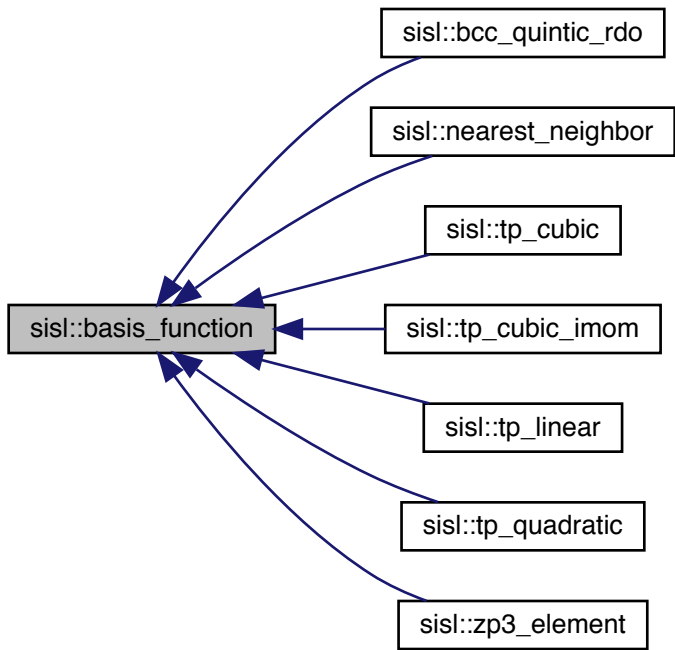 sisl::bcc_quintic_rdo
sisl::nearest_neighbor
sisl::tp_cubic
sisl::basis_function
sisl::tp_cubic_imom
sisl::tp_linear
sisl::tp_quadratic
sisl::zp3_element